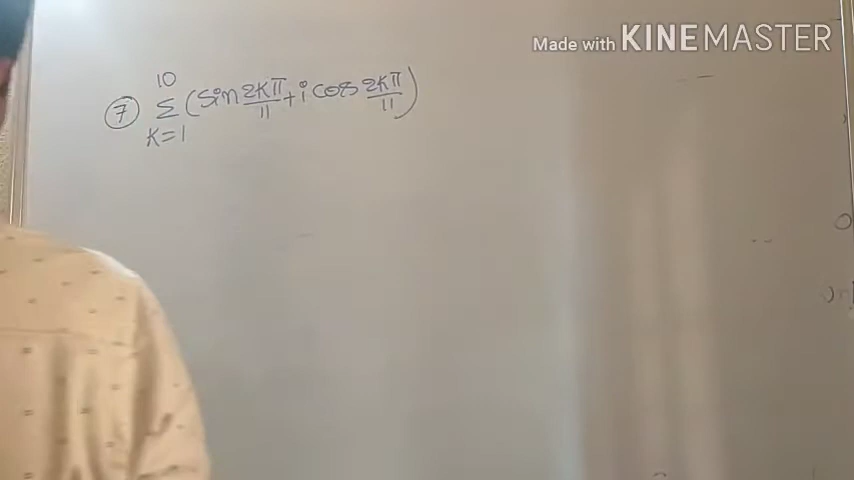 Made with KINEMASTER
10
⑦ Σ (Sin 2Kπ/11 + i cos 2Kπ/11)
K=1